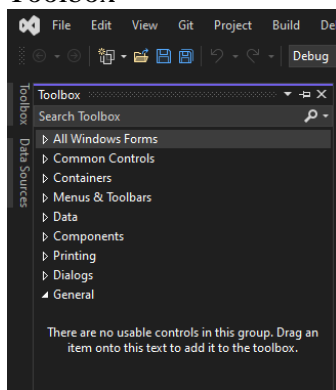 Toolbox
File Edit View Git Project Build De
Debug
Toolbox
Data Sources
Toolbox
Search Toolbox
All Windows Forms
Common Controls
Containers
Menus & Toolbars
Data
Components
Printing
Dialogs
General
There are no usable controls in this group. Drag an
item onto this text to add it to the toolbox.